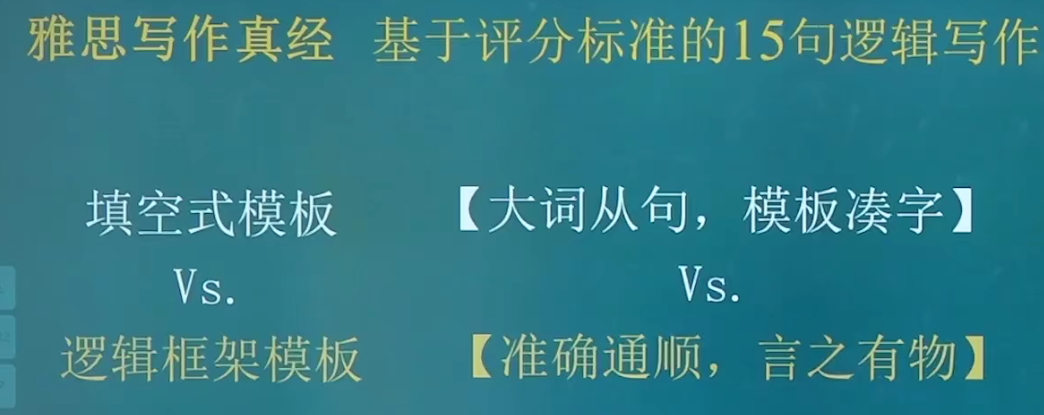 雅思写作真经 基于评分标准的15句逻辑写作
填空式模板 【大词从句，模板凑字】
Vs. Vs.
逻辑框架模板 【准确通顺，言之有物】